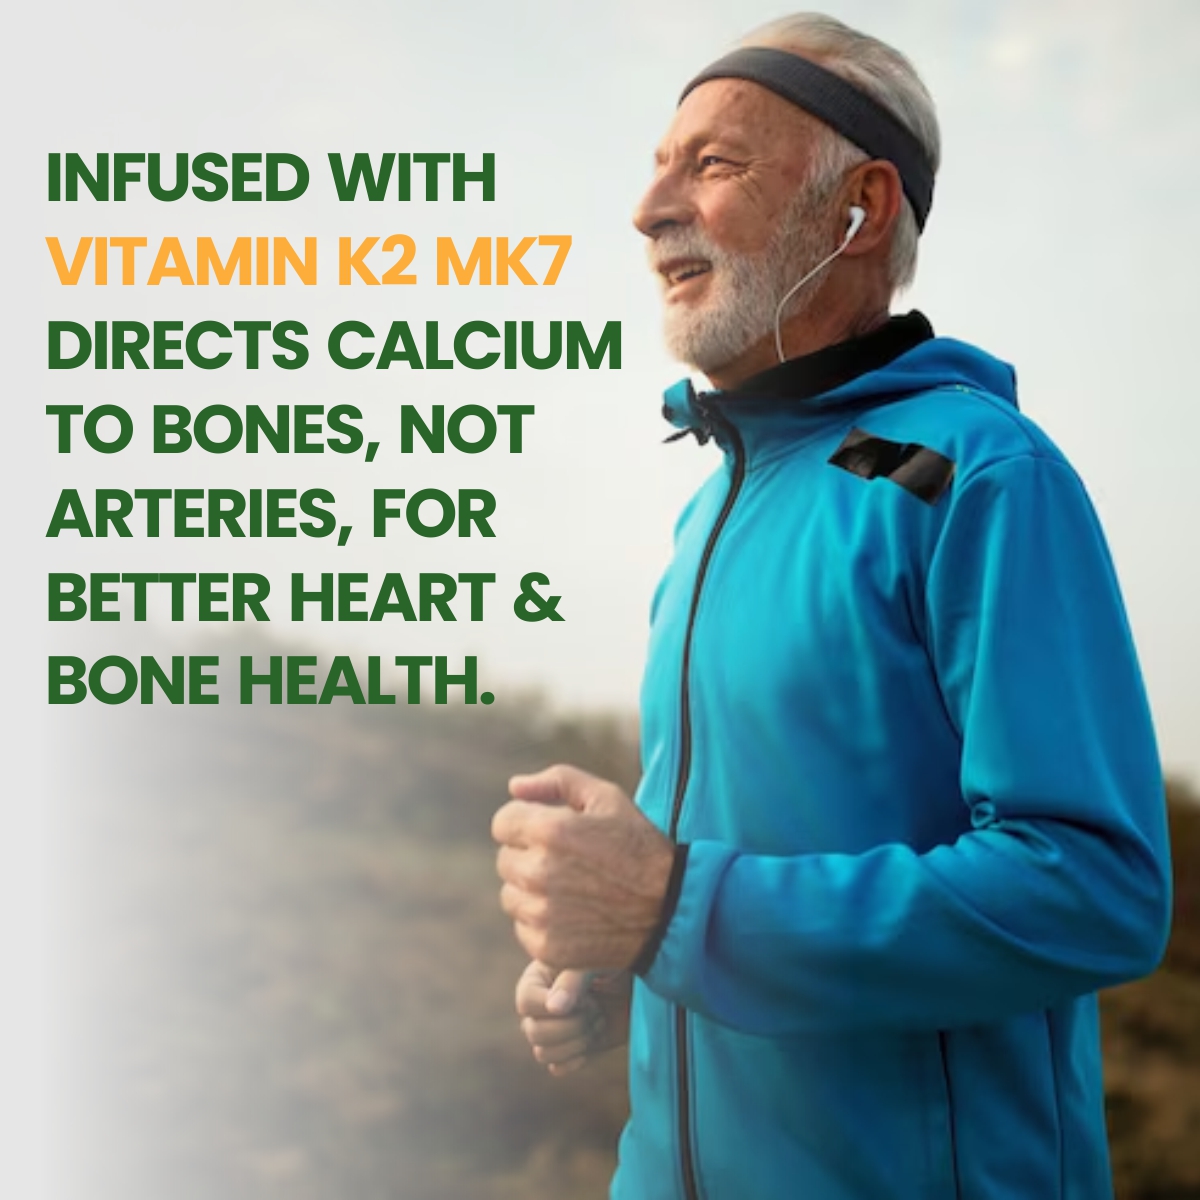 INFUSED WITH
VITAMIN K2 MK7
DIRECTS CALCIUM
TO BONES, NOT
ARTERIES, FOR
BETTER HEART &
BONE HEALTH.